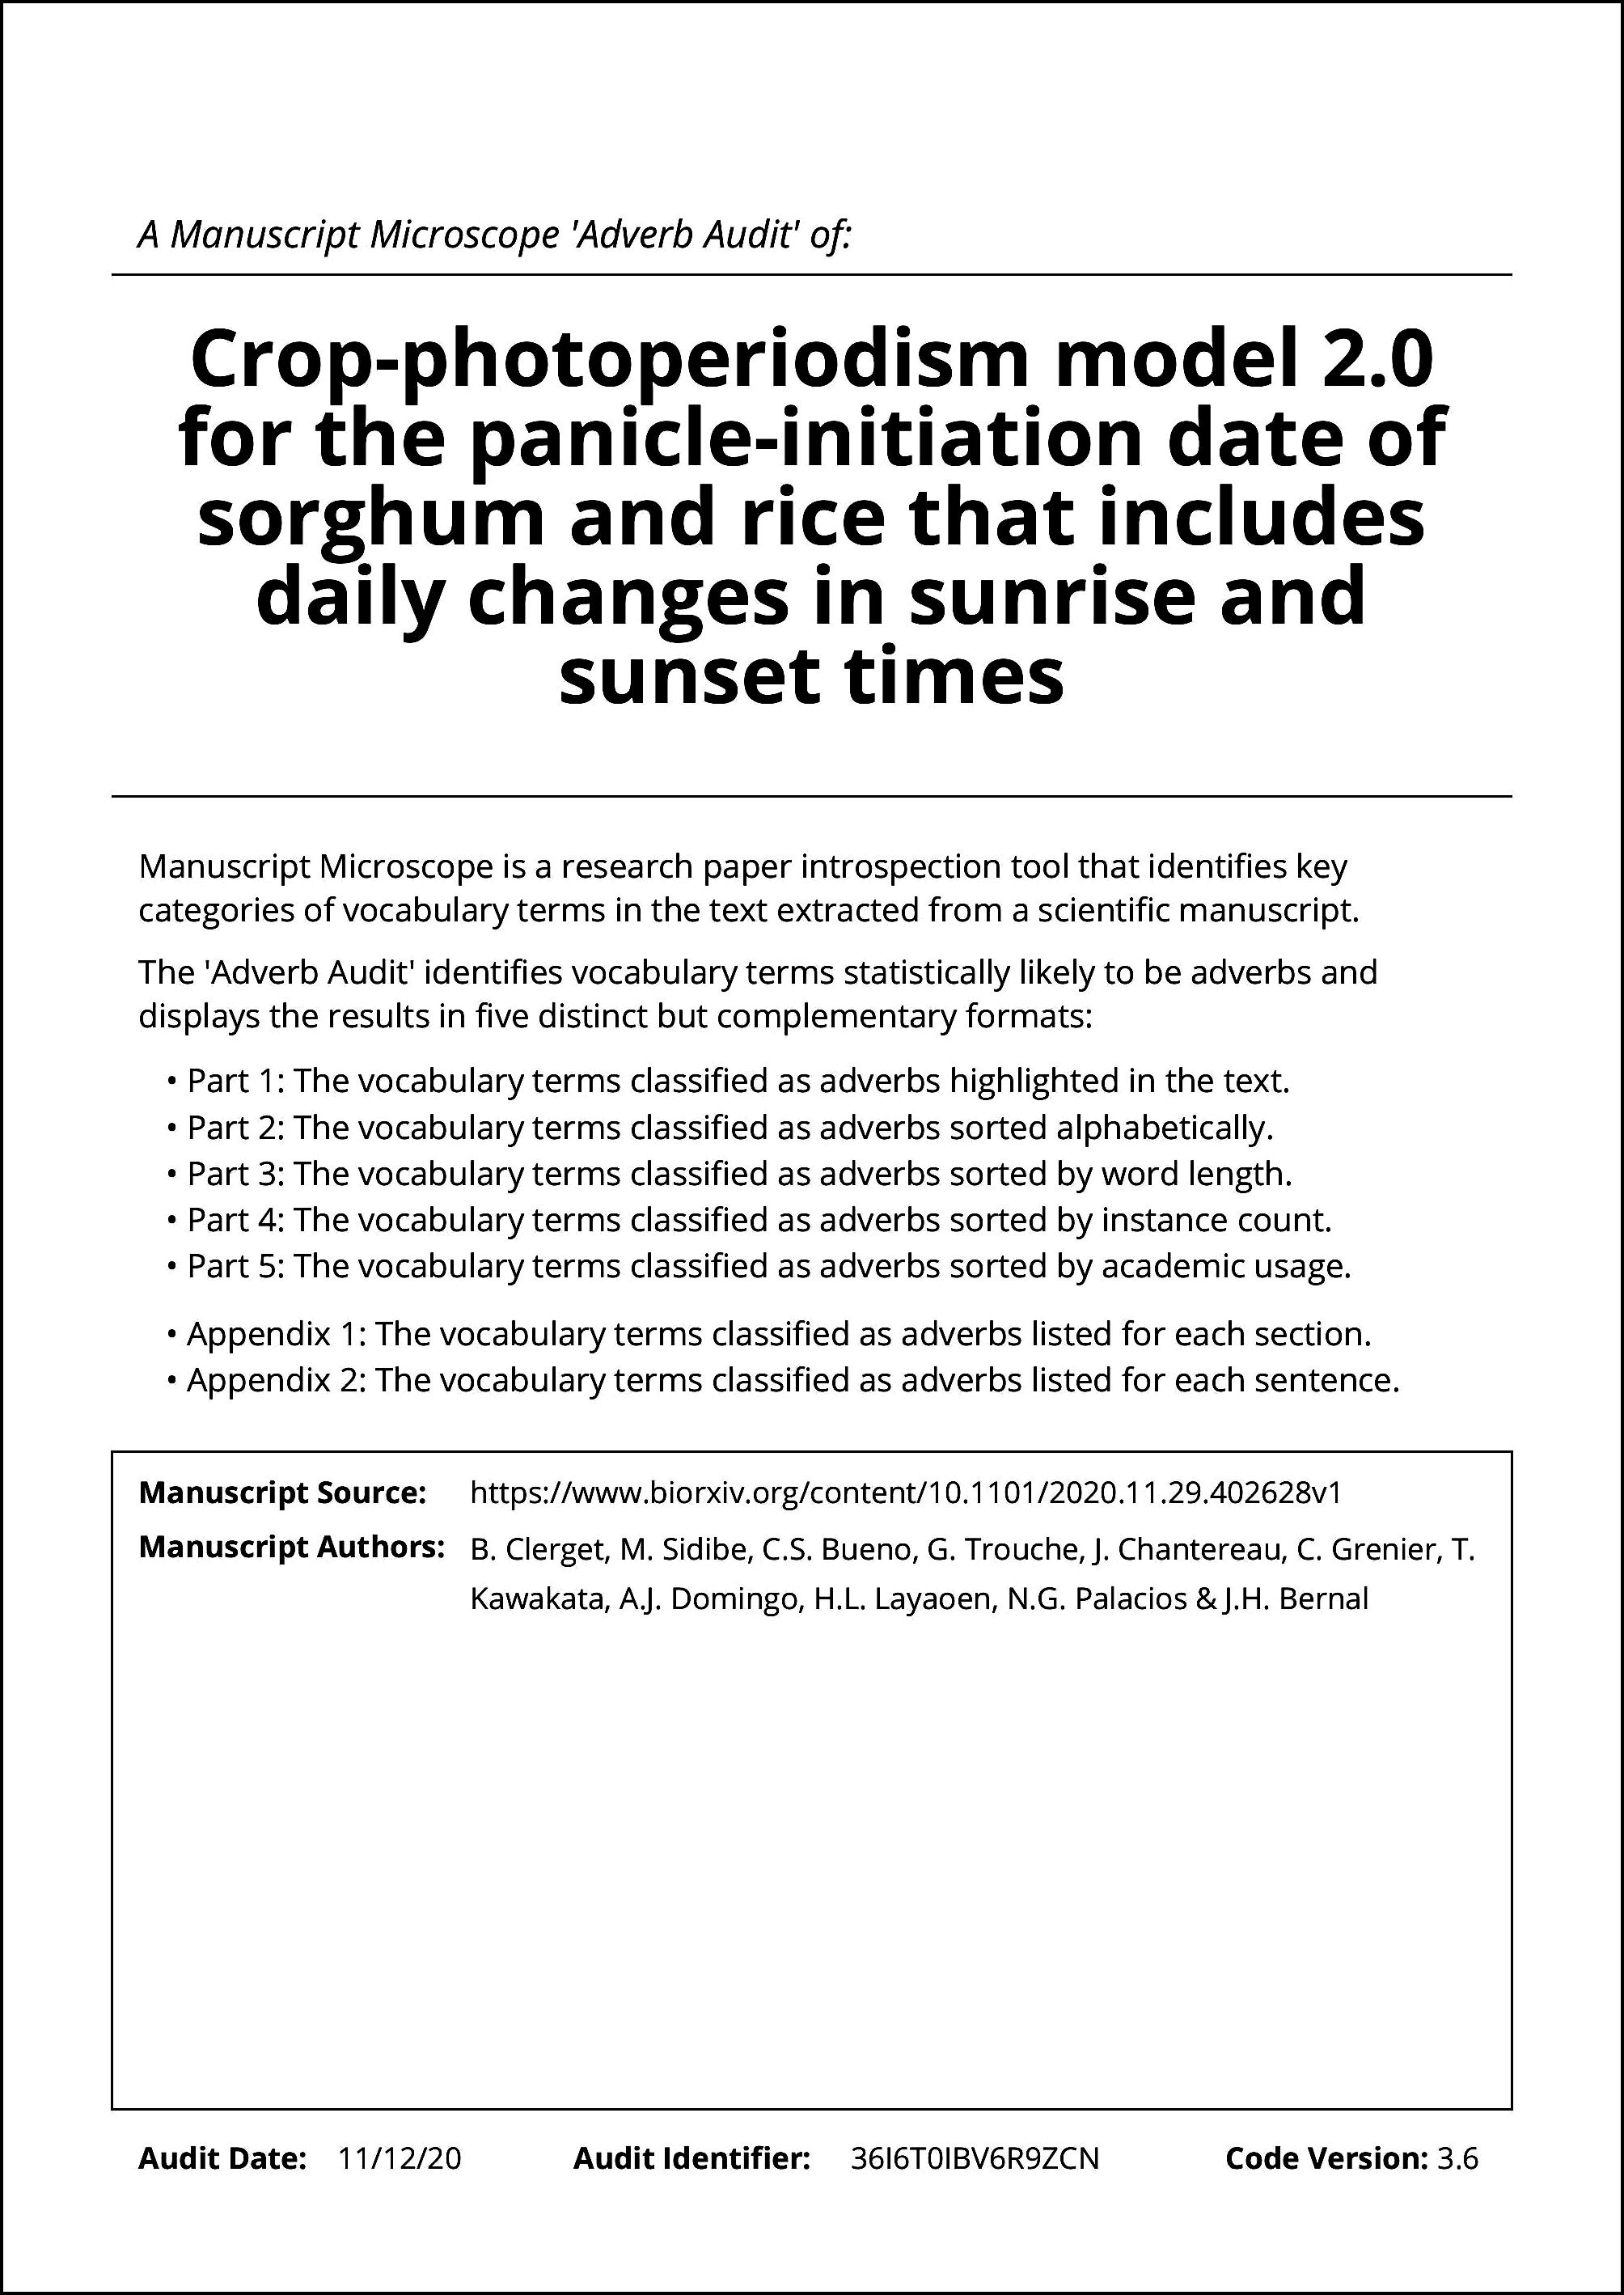 A Manuscript Microscope 'Adverb Audit' of:
Crop-photoperiodism model 2.0
for the panicle-initiation date of
sorghum and rice that includes
daily changes in sunrise and
sunset times
Manuscript Microscope is a research paper introspection tool that identifies key
categories of vocabulary terms in the text extracted from a scientific manuscript.
The 'Adverb Audit' identifies vocabulary terms statistically likely to be adverbs and
displays the results in five distinct but complementary formats:
• Part 1: The vocabulary terms classified as adverbs highlighted in the text.
• Part 2: The vocabulary terms classified as adverbs sorted alphabetically.
• Part 3: The vocabulary terms classified as adverbs sorted by word length.
• Part 4: The vocabulary terms classified as adverbs sorted by instance count.
• Part 5: The vocabulary terms classified as adverbs sorted by academic usage.
• Appendix 1: The vocabulary terms classified as adverbs listed for each section.
• Appendix 2: The vocabulary terms classified as adverbs listed for each sentence.
Manuscript Source: https://www.biorxiv.org/content/10.1101/2020.11.29.402628v1
Manuscript Authors: B. Clerget, M. Sidibe, C.S. Bueno, G. Trouche, J. Chantereau, C. Grenier, T.
Kawakata, A.J. Domingo, H.L. Layaoen, N.G. Palacios & J.H. Bernal
Audit Date: 11/12/20 Audit Identifier: 36I6T0IBV6R9ZCN Code Version: 3.6